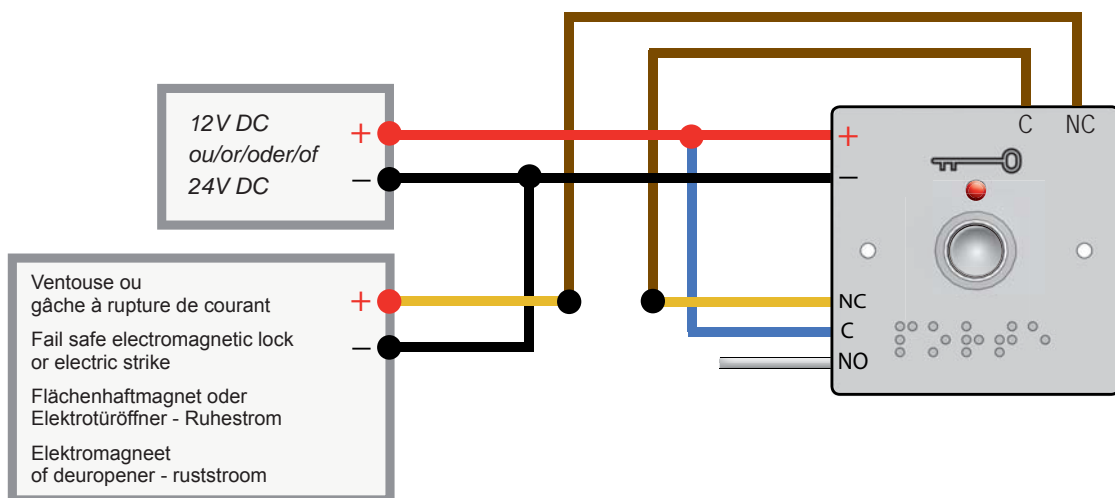 12V DC
ou/or/oder/of
24V DC
+
–
Ventouse ou
gâche à rupture de courant
Fail safe electromagnetic lock
or electric strike
Flächenhaftmagnet oder
Elektrotüröffner - Ruhestrom
Elektromagneet
of deuropener - ruststroom
+
–
C NC
+
–
NC
C
NO